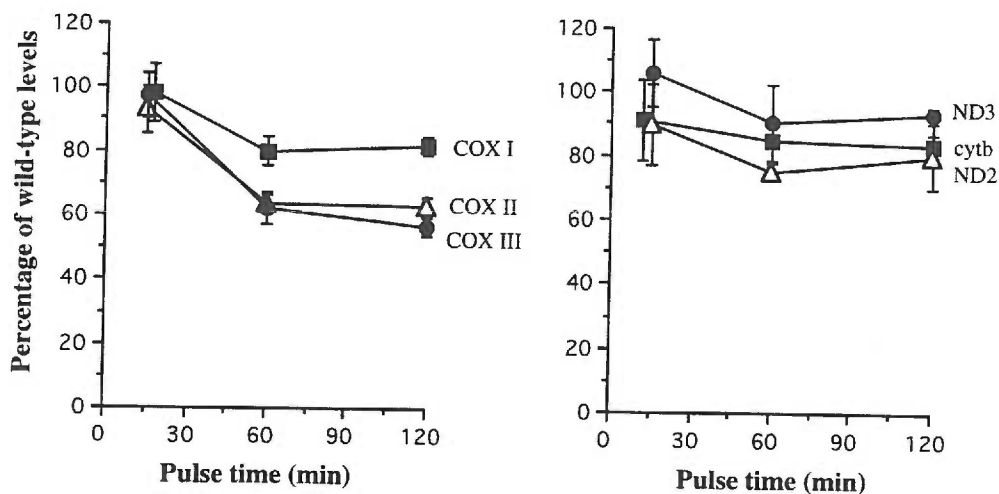 Percentage of wild-type levels
120
100
80
60
40
20
0
0 30 60 90 120
Pulse time (min)
COX I
COX II
COX III
120
100
80
60
40
20
0
0 30 60 90 120
Pulse time (min)
ND3
cytb
ND2